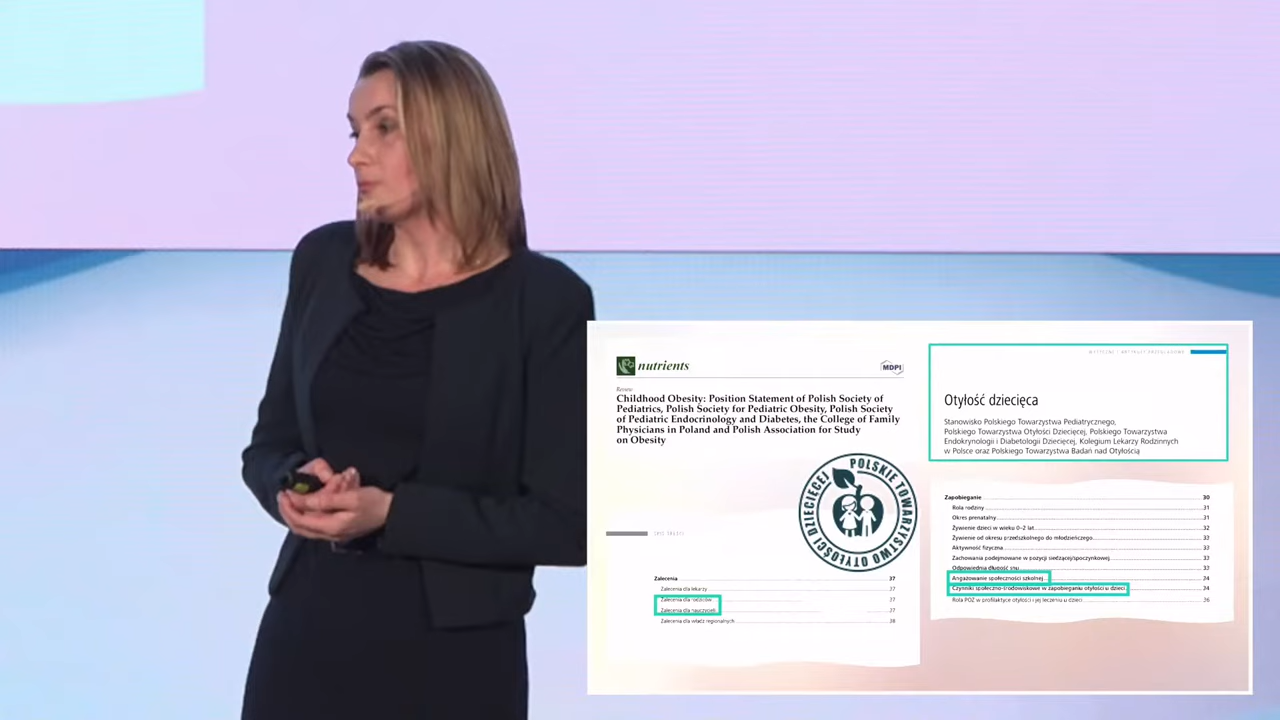 nutrients
MDPI
Review
Childhood Obesity: Position Statement of Polish Society of
Pediatrics, Polish Society for Pediatric Obesity, Polish Society
of Pediatric Endocrinology and Diabetes, the College of Family
Physicians in Poland and Polish Association for Study
on Obesity
POLSKIE TOWARZYSTWO OTYŁOŚCI DZIECIĘCEJ
SPIS TREŚCI
Zalecenia 37
Zalecenia dla lekarzy 37
Zalecenia dla rodziców 37
Zalecenia dla nauczycieli 37
Zalecenia dla władz regionalnych 38
WYTYCZNE / ARTYKUŁY PRZEGLĄDOWE
Otyłość dziecięca
Stanowisko Polskiego Towarzystwa Pediatrycznego,
Polskiego Towarzystwa Otyłości Dziecięcej, Polskiego Towarzystwa
Endokrynologii i Diabetologii Dziecięcej, Kolegium Lekarzy Rodzinnych
w Polsce oraz Polskiego Towarzystwa Badań nad Otyłością
Zapobieganie 30
Rola rodziny 31
Okres prenatalny 31
Żywienie dzieci w wieku 0–2 lat 32
Żywienie od okresu przedszkolnego do młodzieńczego 33
Aktywność fizyczna 33
Zachowania podejmowane w pozycji siedzącej/spoczynkowej 33
Odpowiednia długość snu 33
Angażowanie społeczności szkolnej 34
Czynniki społeczno-środowiskowe w zapobieganiu otyłości u dzieci 34
Rola POZ w profilaktyce otyłości i jej leczeniu u dzieci 36